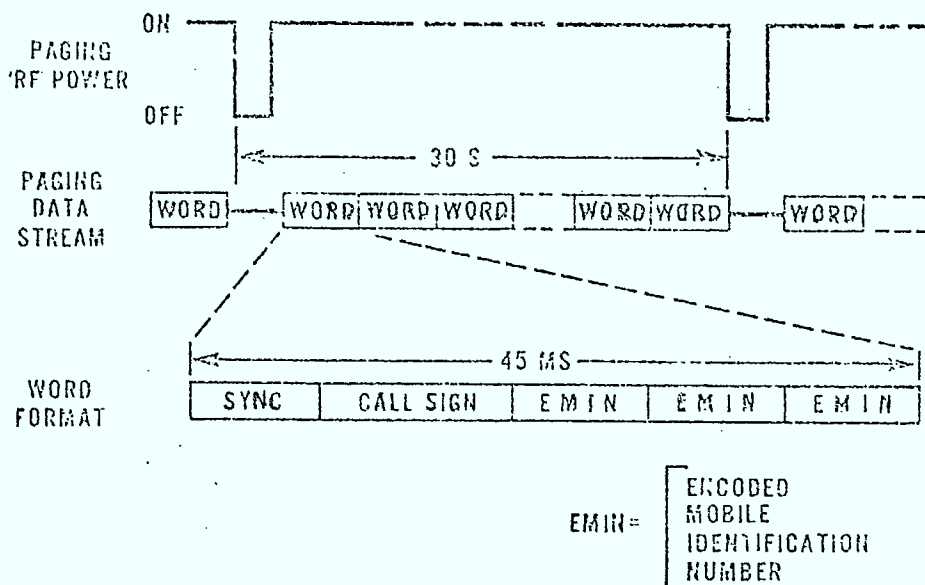 ON
PAGING
'RF POWER
OFF
30 S
PAGING
DATA
STREAM
WORD WORD WORD WORD WORD WORD WORD
45 MS
WORD
FORMAT
SYNC CALL SIGN EMIN EMIN EMIN
EMIN=
ENCODED
MOBILE
IDENTIFICATION
NUMBER